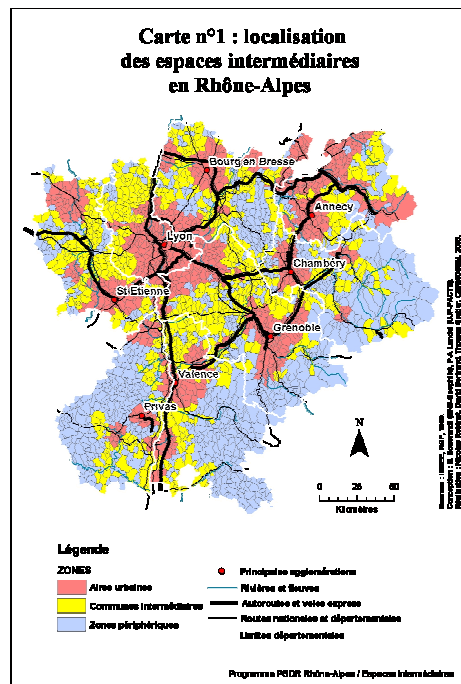 Carte n°1 : localisation
des espaces intermédiaires
en Rhône-Alpes
Bourg en Bresse
Annecy
Lyon
Chambéry
St Etienne
Grenoble
Valence
Privas
N
0 25 50
Kilomètres
Légende
ZONES
Aires urbaines
Communes intermédiaires
Zones périphériques
Principales agglomérations
Rivières et fleuves
Autoroutes et voies express
Routes nationales et départementales
Limites départementales
Programme PSDR Rhône-Alpes / Espaces intermédiaires